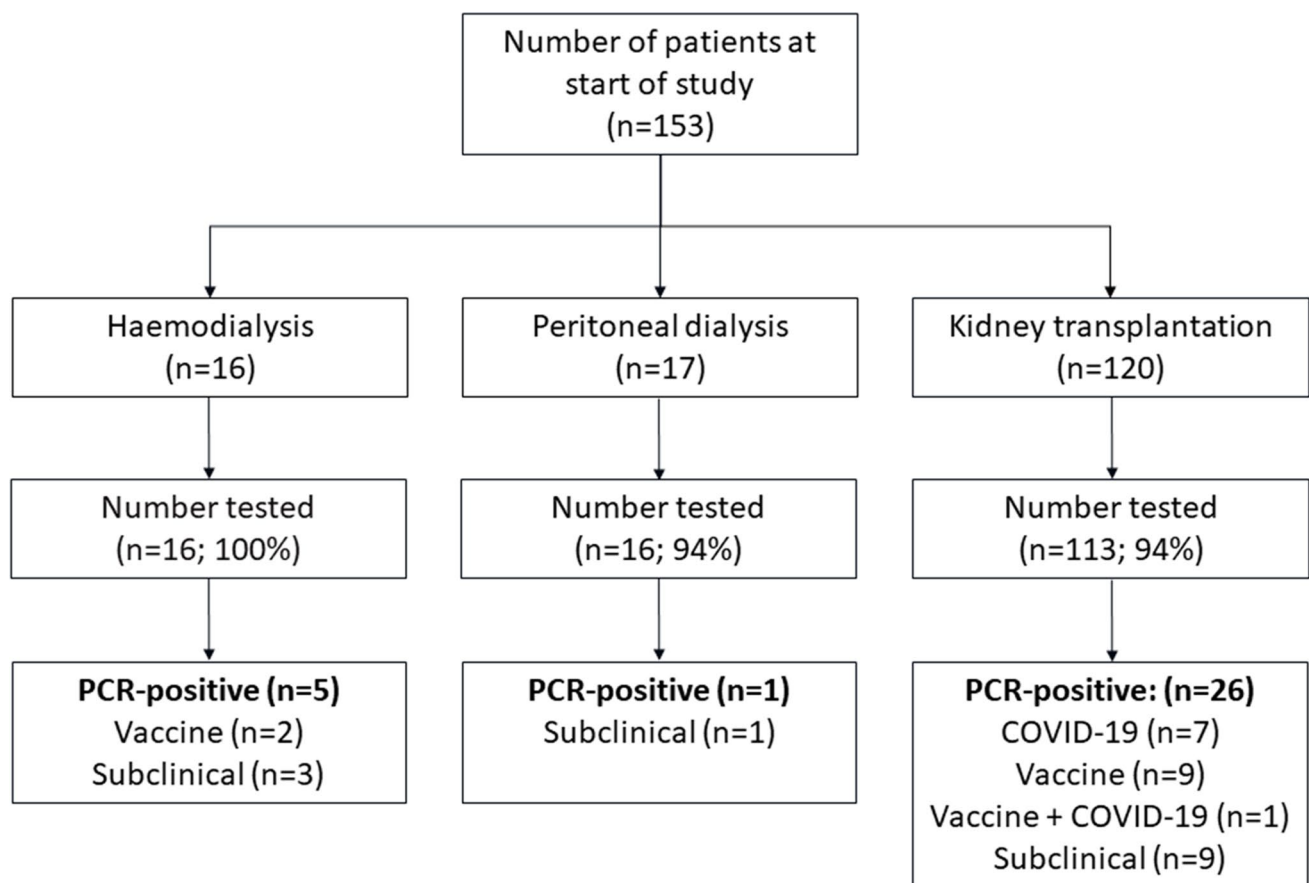 Number of patients at
start of study
(n=153)
Haemodialysis
(n=16)
Peritoneal dialysis
(n=17)
Kidney transplantation
(n=120)
Number tested
(n=16; 100%)
Number tested
(n=16; 94%)
Number tested
(n=113; 94%)
PCR-positive (n=5)
Vaccine (n=2)
Subclinical (n=3)
PCR-positive (n=1)
Subclinical (n=1)
PCR-positive: (n=26)
COVID-19 (n=7)
Vaccine (n=9)
Vaccine + COVID-19 (n=1)
Subclinical (n=9)